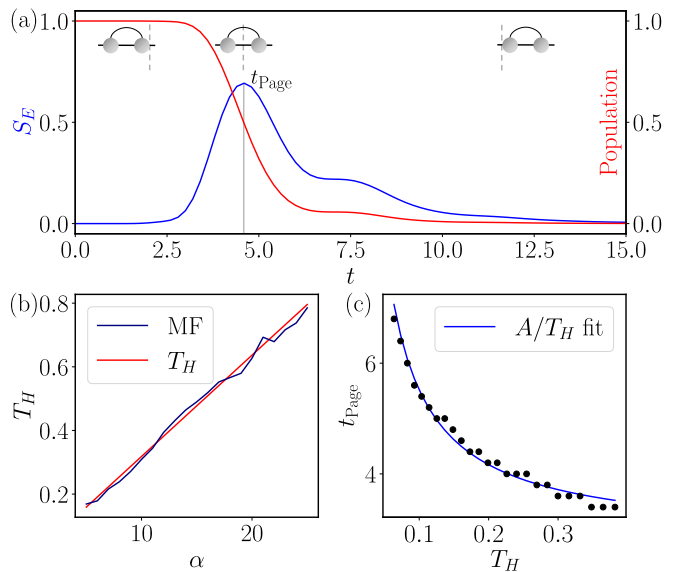 (a)
1.0
0.5
0.0
S_E
t_Page
1.0
0.5
0.0
Population
0.0 2.5 5.0 7.5 10.0 12.5 15.0
t
(b)
0.8
0.6
0.4
0.2
T_H
MF
T_H
10 20
α
(c)
6
4
t_Page
A/T_H fit
0.1 0.2 0.3
T_H